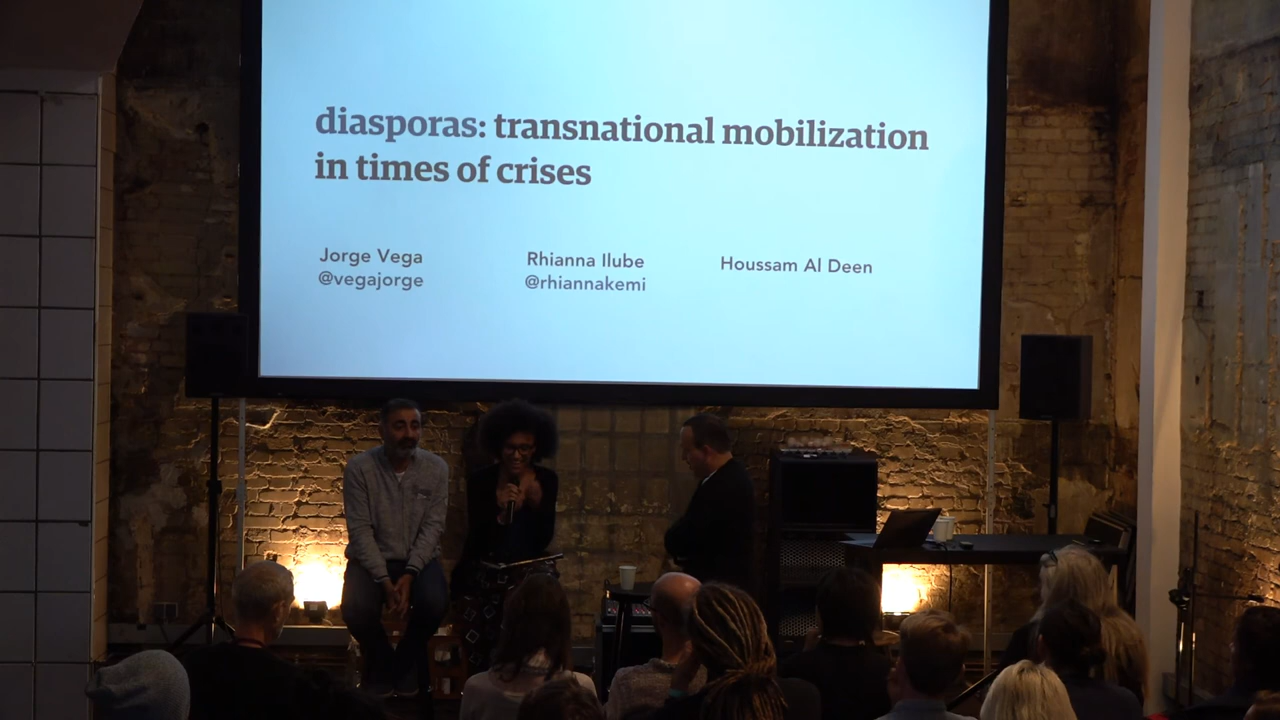 diasporas: transnational mobilization
in times of crises
Jorge Vega
@vegajorge
Rhianna Ilube
@rhiannakemi
Houssam Al Deen